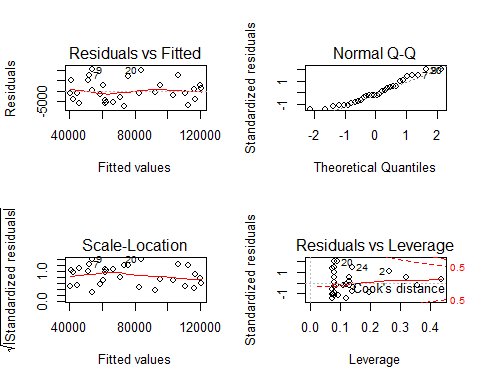 Residuals vs Fitted
Residuals
-5000
9
7
20
40000 80000 120000
Fitted values
Normal Q-Q
Standardized residuals
-1 1
-2 -1 0 1 2
Theoretical Quantiles
Scale-Location
√|Standardized residuals|
0.0 1.0
9
7
20
40000 80000 120000
Fitted values
Residuals vs Leverage
Standardized residuals
-1 1
20
24
2
Cook's distance
0.5
0.5
0.0 0.1 0.2 0.3 0.4
Leverage